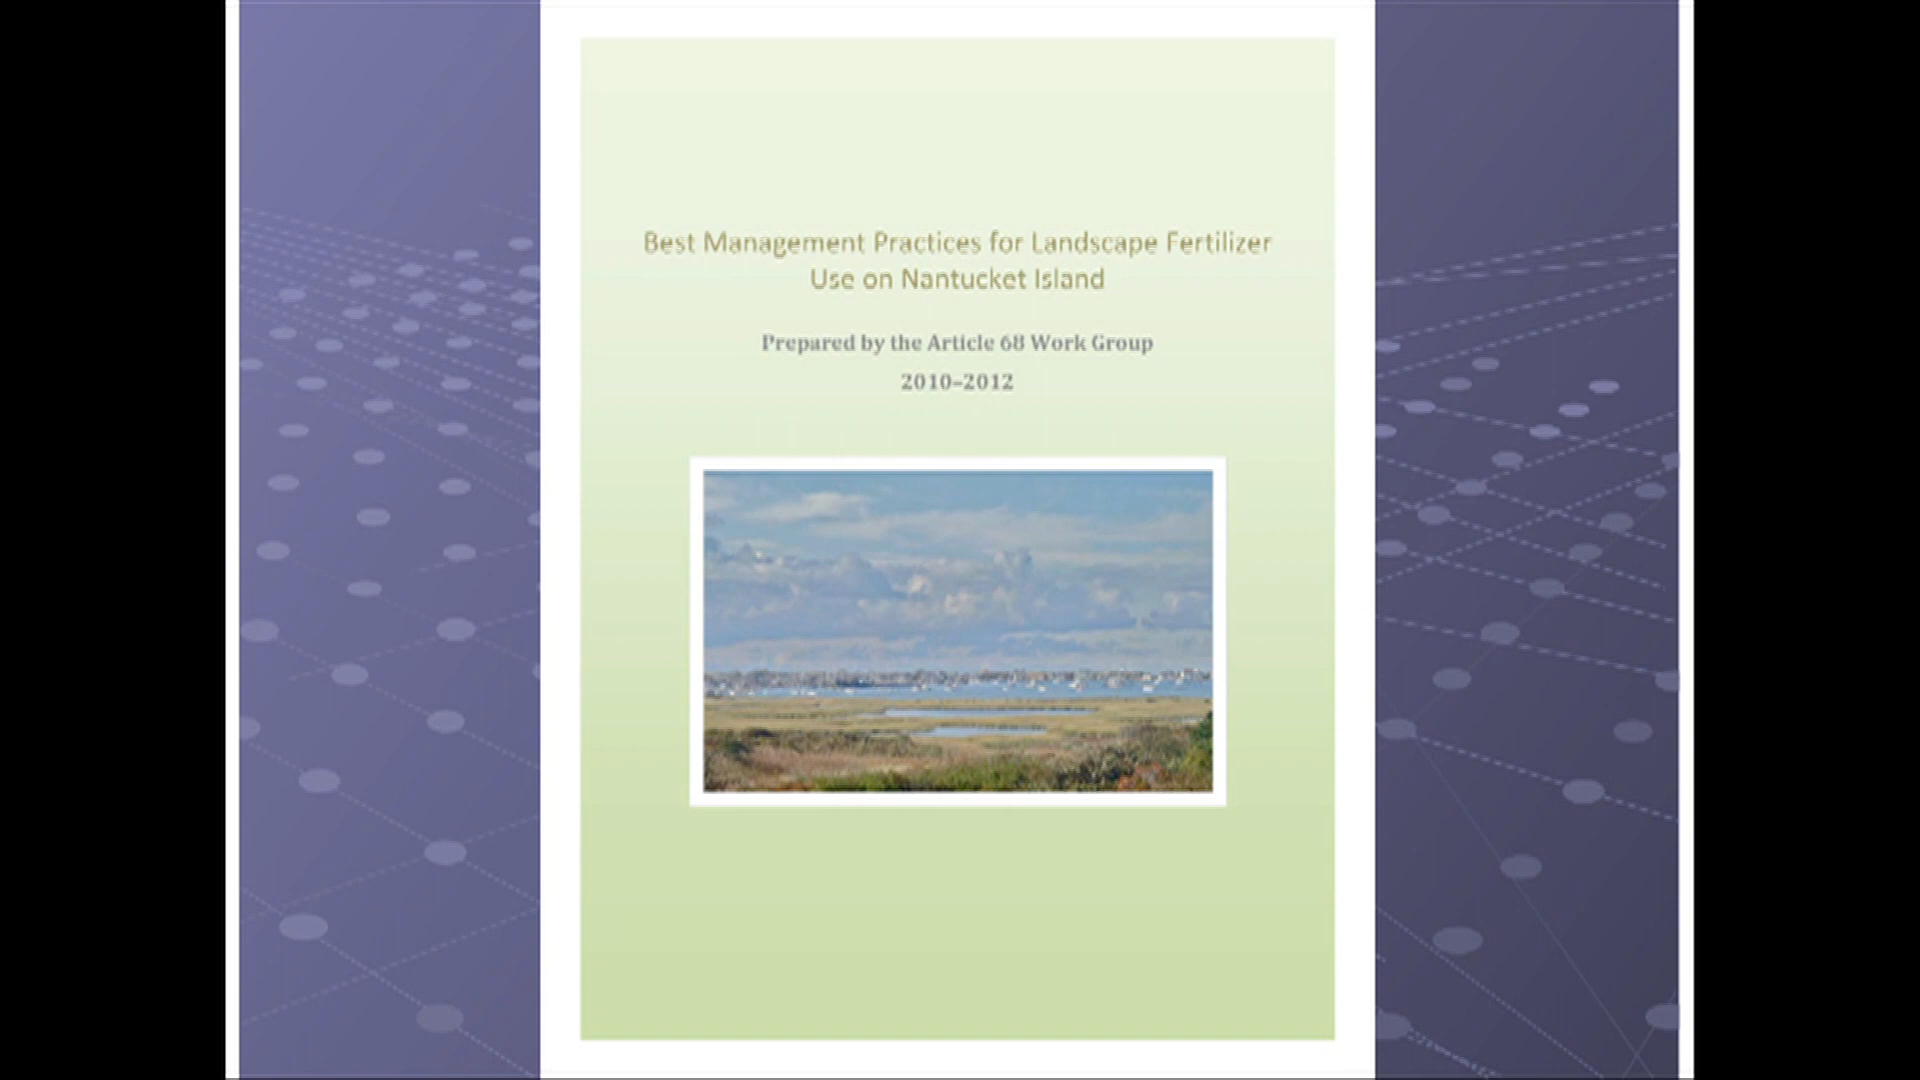 Best Management Practices for Landscape Fertilizer
Use on Nantucket Island
Prepared by the Article 68 Work Group
2010–2012